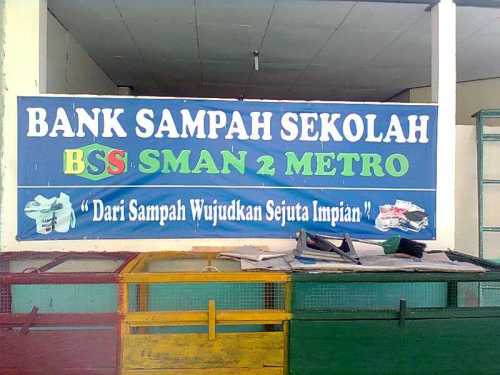 BANK SAMPAH SEKOLAH
BSS SMAN 2 METRO
"Dari Sampah Wujudkan Sejuta Impian"